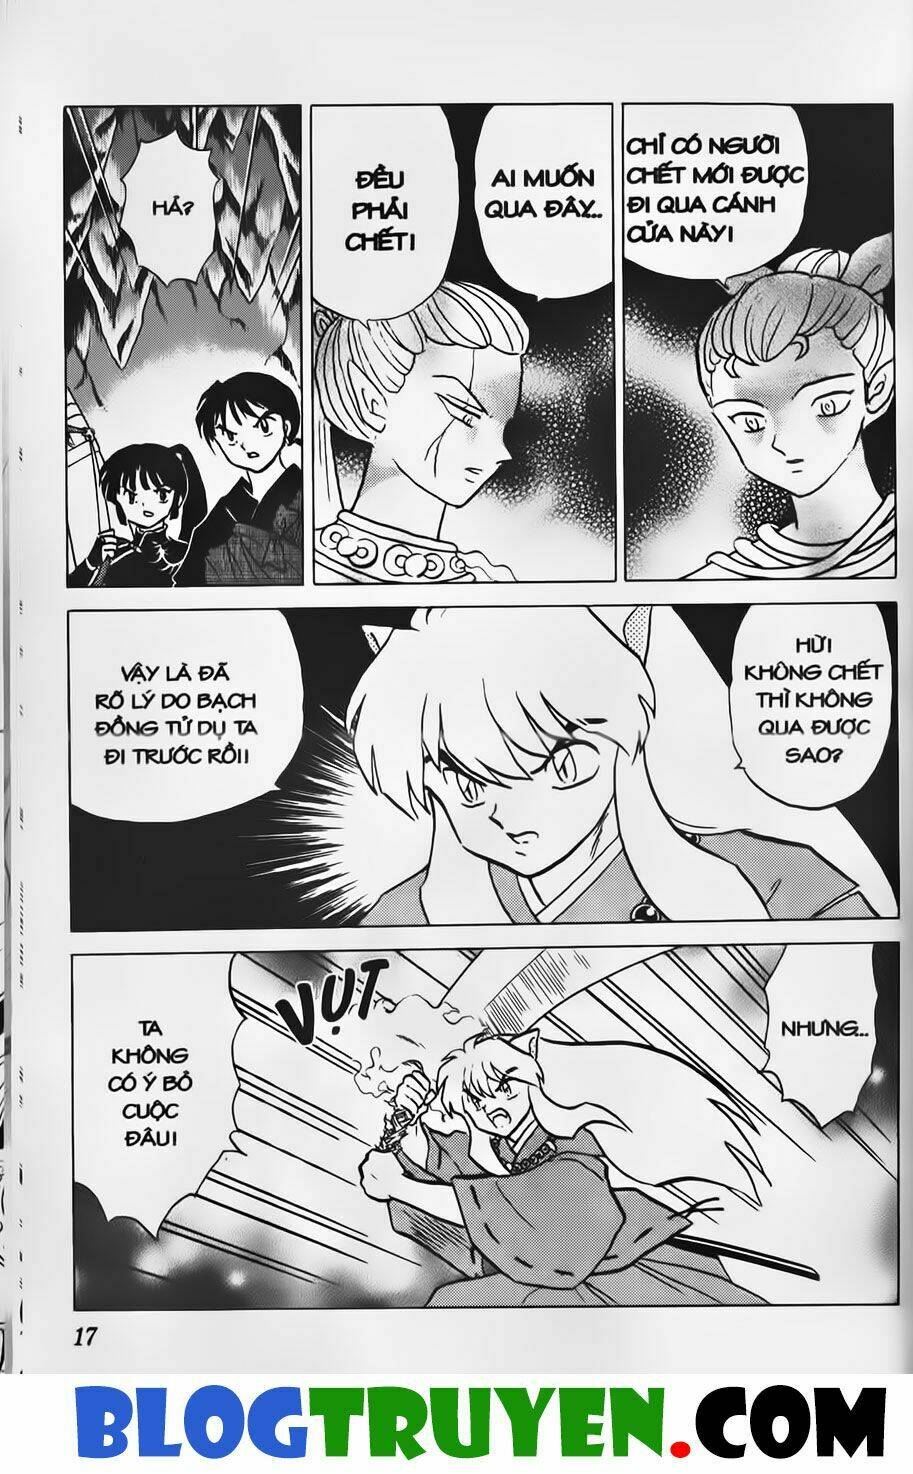 CHỈ CÓ NGƯỜI
CHẾT MỚI ĐƯỢC
ĐI QUA CÁNH
CỬA NÀY!
AI MUỐN
QUA ĐÂY...
ĐỀU
PHẢI
CHẾT!
HẢ?
HỪ!
KHÔNG CHẾT
THÌ KHÔNG
QUA ĐƯỢC
SAO?
VẬY LÀ ĐÃ
RÕ LÝ DO BẠCH
ĐỒNG TỬ DỤ TA
ĐI TRƯỚC RỒI!
NHƯNG...
VỤT
TA
KHÔNG
CÓ Ý BỎ
CUỘC
ĐÂU!
17
BLOGTRUYEN.COM